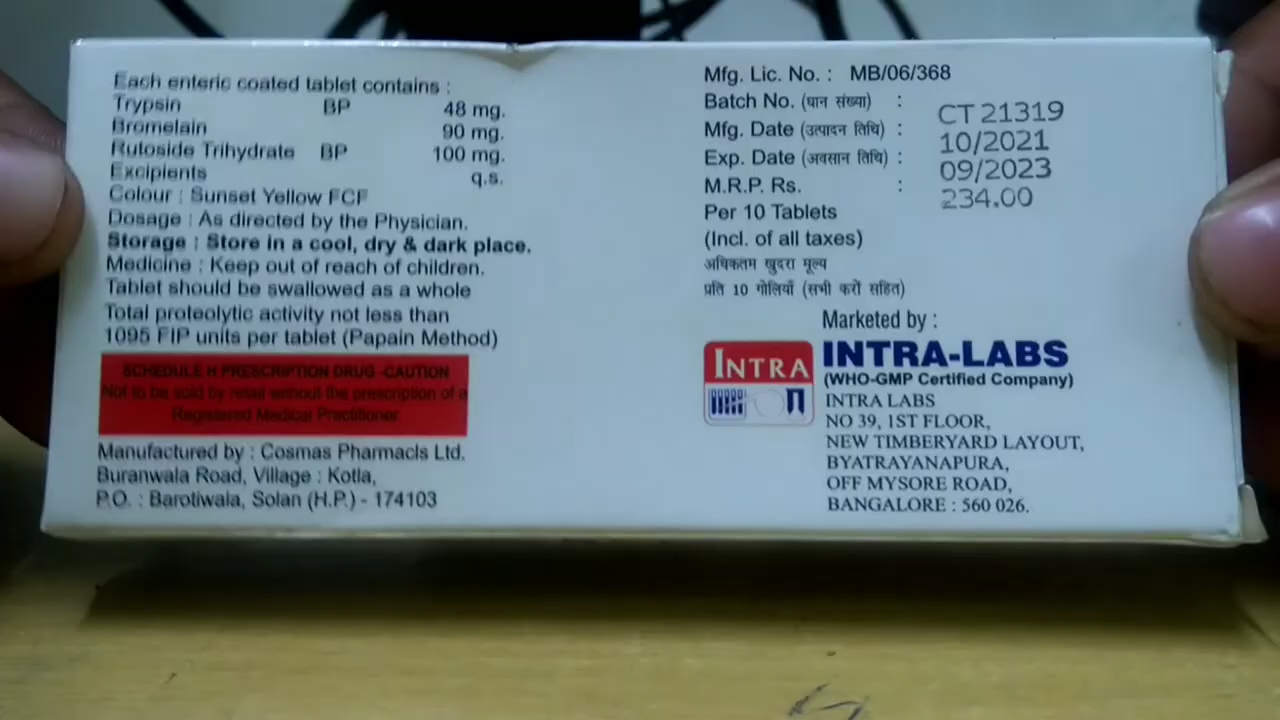 Each enteric coated tablet contains :
Trypsin BP 48 mg.
Bromelain 90 mg.
Rutoside Trihydrate BP 100 mg.
Excipients q.s.
Colour : Sunset Yellow FCF
Dosage : As directed by the Physician.
Storage : Store in a cool, dry & dark place.
Medicine : Keep out of reach of children.
Tablet should be swallowed as a whole
Total proteolytic activity not less than
1095 FIP units per tablet (Papain Method)
SCHEDULE H PRESCRIPTION DRUG -CAUTION
Not to be sold by retail without the prescription of a
Registered Medical Practitioner
Manufactured by : Cosmas Pharmacls Ltd.
Buranwala Road, Village : Kotla,
P.O. : Barotiwala, Solan (H.P.) - 174103
Mfg. Lic. No. : MB/06/368
Batch No. (घान संख्या) : CT 21319
Mfg. Date (उत्पादन तिथि) : 10/2021
Exp. Date (अवसान तिथि) : 09/2023
M.R.P. Rs. : 234.00
Per 10 Tablets
(Incl. of all taxes)
अधिकतम खुदरा मूल्य
प्रति 10 गोलियाँ (सभी करों सहित)
Marketed by :
INTRA
INTRA-LABS
(WHO-GMP Certified Company)
INTRA LABS
NO 39, 1ST FLOOR,
NEW TIMBERYARD LAYOUT,
BYATRAYANAPURA,
OFF MYSORE ROAD,
BANGALORE : 560 026.